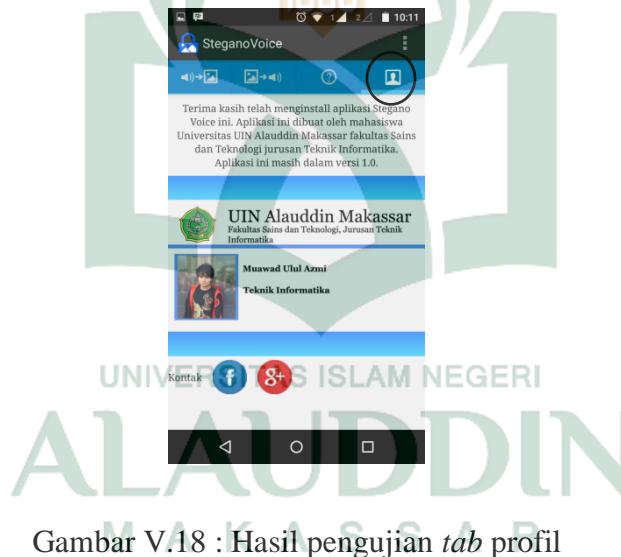 1 2 10:11
SteganoVoice
Terima kasih telah menginstall aplikasi Stegano
Voice ini. Aplikasi ini dibuat oleh mahasiswa
Universitas UIN Alauddin Makassar fakultas Sains
dan Teknologi jurusan Teknik Informatika.
Aplikasi ini masih dalam versi 1.0.
UIN Alauddin Makassar
Fakultas Sains dan Teknologi, Jurusan Teknik
Informatika
Muawad Ulul Azmi
Teknik Informatika
UNIVERSITAS ISLAM NEGERI
Kontak f g+
ALAUDDIN
MAKASSAR
Gambar V.18 : Hasil pengujian tab profil